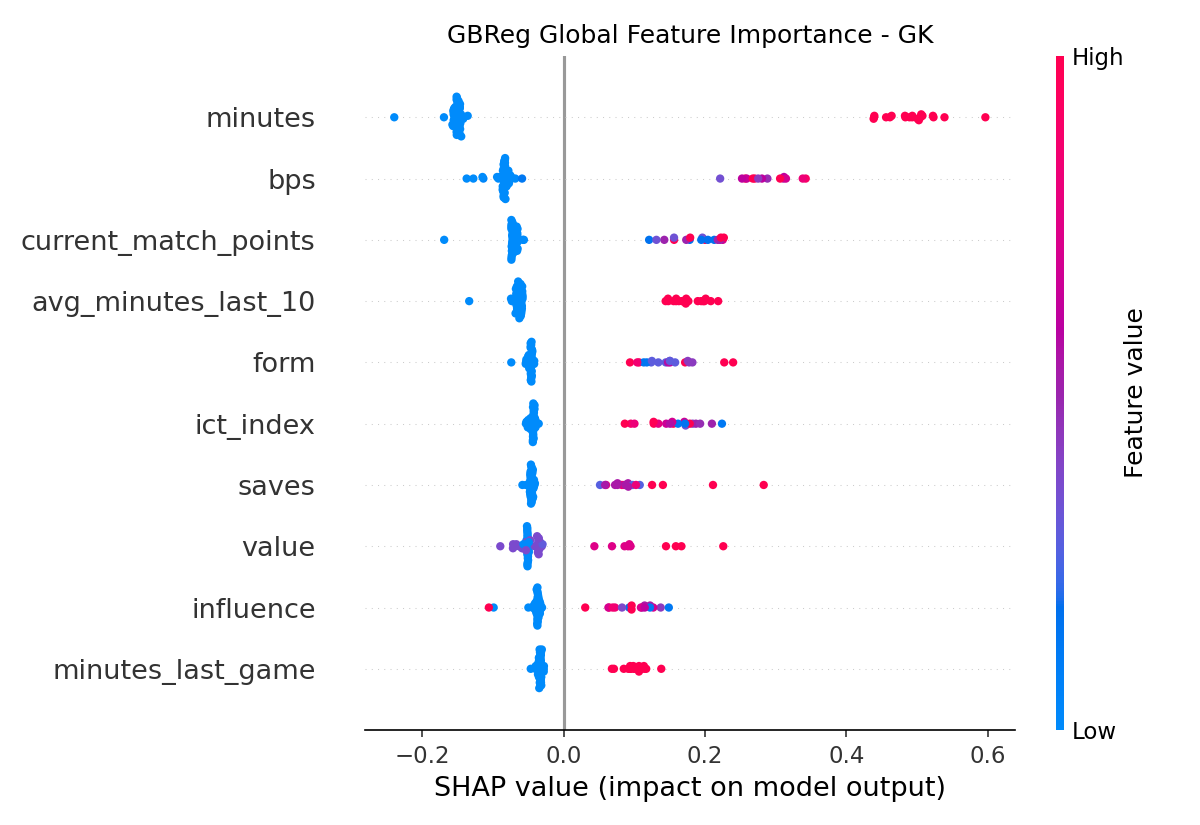 GBReg Global Feature Importance - GK
High
minutes
bps
current_match_points
avg_minutes_last_10
form
ict_index
saves
value
influence
minutes_last_game
Feature value
Low
−0.2 0.0 0.2 0.4 0.6
SHAP value (impact on model output)